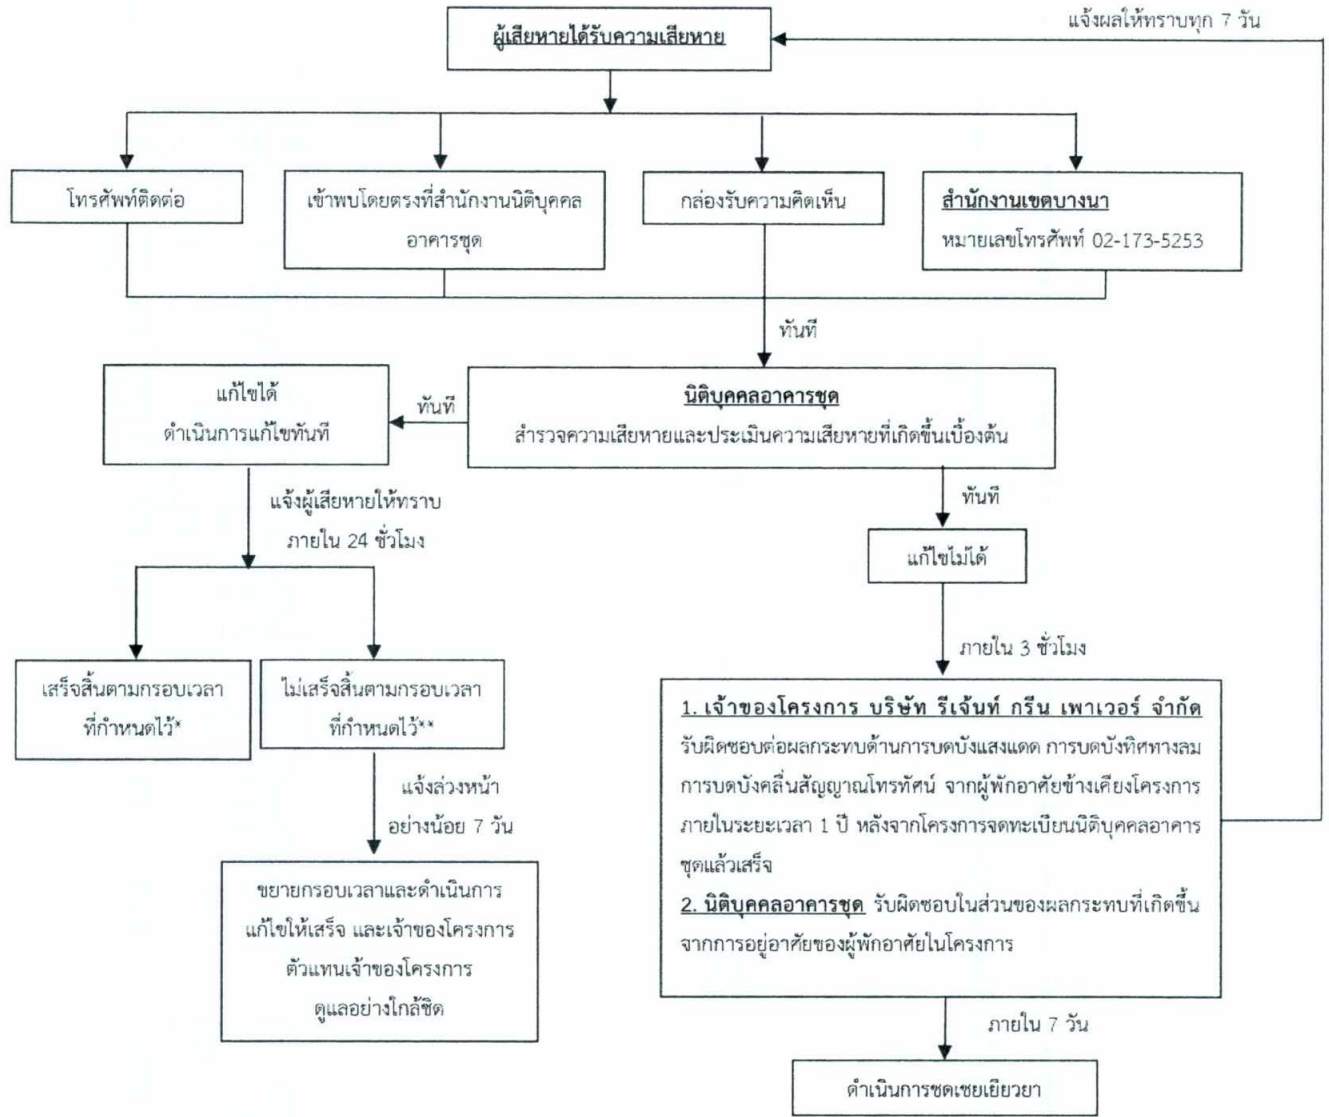 แจ้งผลให้ทราบทุก 7 วัน
ผู้เสียหายได้รับความเสียหาย
โทรศัพท์ติดต่อ
เข้าพบโดยตรงที่สำนักงานนิติบุคคล
อาคารชุด
กล่องรับความคิดเห็น
สำนักงานเขตบางนา
หมายเลขโทรศัพท์ 02-173-5253
ทันที
นิติบุคคลอาคารชุด
สำรวจความเสียหายและประเมินความเสียหายที่เกิดขึ้นเบื้องต้น
ทันที
แก้ไขได้
ดำเนินการแก้ไขทันที
แจ้งผู้เสียหายให้ทราบ
ภายใน 24 ชั่วโมง
เสร็จสิ้นตามกรอบเวลา
ที่กำหนดไว้*
ไม่เสร็จสิ้นตามกรอบเวลา
ที่กำหนดไว้**
แจ้งล่วงหน้า
อย่างน้อย 7 วัน
ขยายกรอบเวลาและดำเนินการ
แก้ไขให้เสร็จ และเจ้าของโครงการ
ตัวแทนเจ้าของโครงการ
ดูแลอย่างใกล้ชิด
ทันที
แก้ไขไม่ได้
ภายใน 3 ชั่วโมง
1. เจ้าของโครงการ บริษัท รีเจ้นท์ กรีน เพาเวอร์ จำกัด
รับผิดชอบต่อผลกระทบด้านการบดบังแสงแดด การบดบังทิศทางลม
การบดบังคลื่นสัญญาณโทรทัศน์ จากผู้พักอาศัยข้างเคียงโครงการ
ภายในระยะเวลา 1 ปี หลังจากโครงการจดทะเบียนนิติบุคคลอาคาร
ชุดแล้วเสร็จ
2. นิติบุคคลอาคารชุด รับผิดชอบในส่วนของผลกระทบที่เกิดขึ้น
จากการอยู่อาศัยของผู้พักอาศัยในโครงการ
ภายใน 7 วัน
ดำเนินการชดเชยเยียวยา